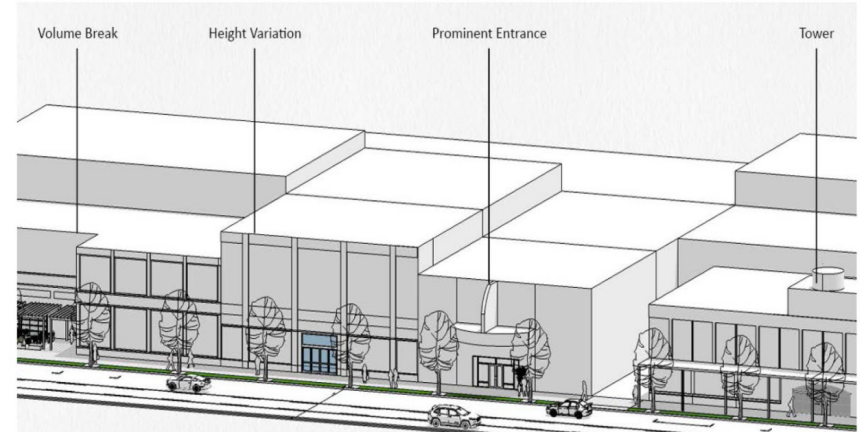 Volume Break
Height Variation
Prominent Entrance
Tower